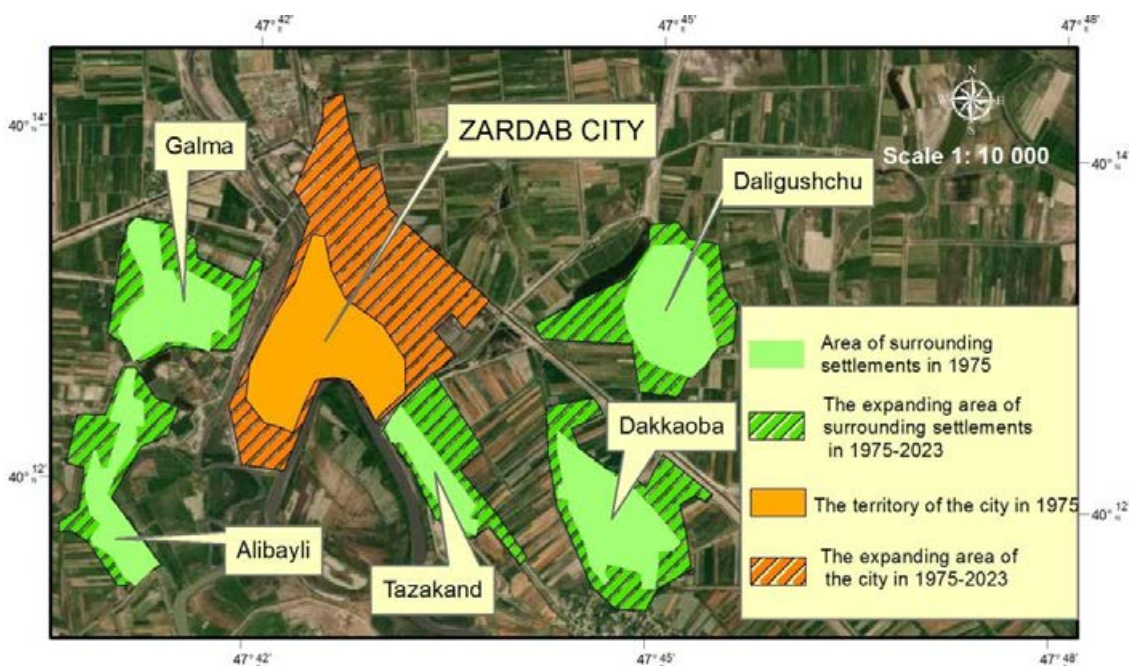 47° 42' E
47° 45' E
47° 48' E
40° 14' N
40° 14' N
40° 12' N
40° 12' N
47° 42' E
47° 45' E
47° 48' E
N
W E
S
Scale 1: 10 000
ZARDAB CITY
Galma
Daligushchu
Dakkaoba
Alibayli
Tazakand
Area of surrounding
settlements in 1975
The expanding area of
surrounding settlements
in 1975-2023
The territory of the city in 1975
The expanding area of
the city in 1975-2023